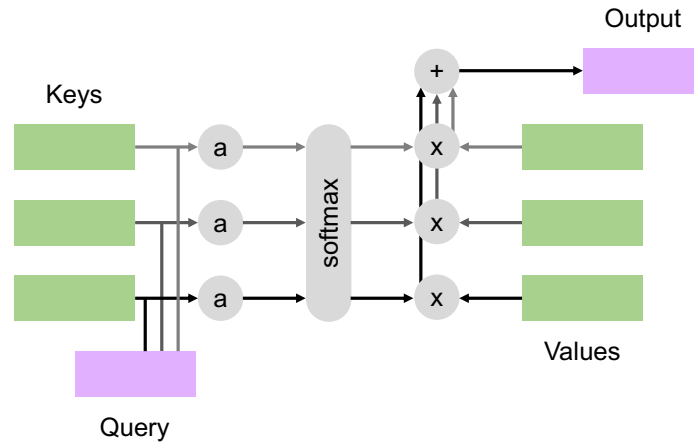 Output
+
Keys
a
x
a
softmax
x
a
x
Values
Query